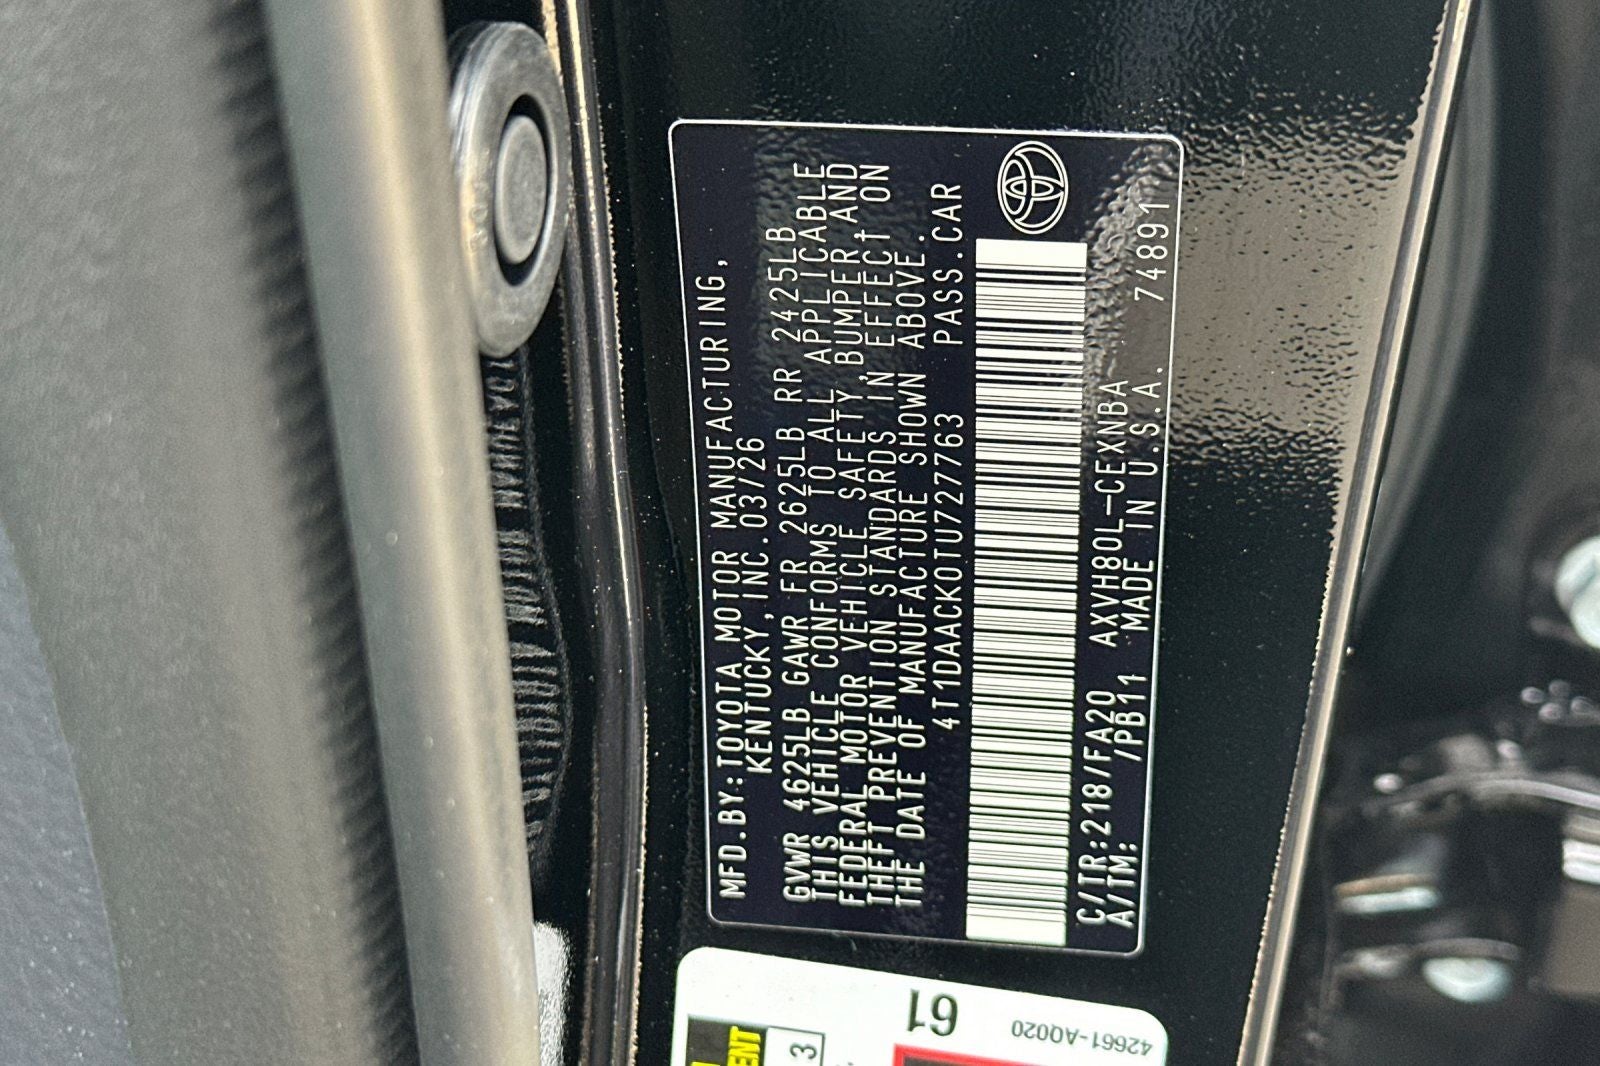 MFD.BY:TOYOTA MOTOR MANUFACTURING,
KENTUCKY,INC.03/26
GVWR 4625LB GAWR FR 2625LB RR 2425LB
THIS VEHICLE CONFORMS TO ALL APPLICABLE
FEDERAL MOTOR VEHICLE SAFETY,BUMPER,AND
THEFT PREVENTION STANDARDS IN EFFECT ON
THE DATE OF MANUFACTURE SHOWN ABOVE.
4T1DAACK0TU727763 PASS.CAR
C/TR:218/FA20 AXVH80L-CEXNBA
A/TM: /PB11 MADE IN U.S.A. 74891
61
42661-AQ020
3